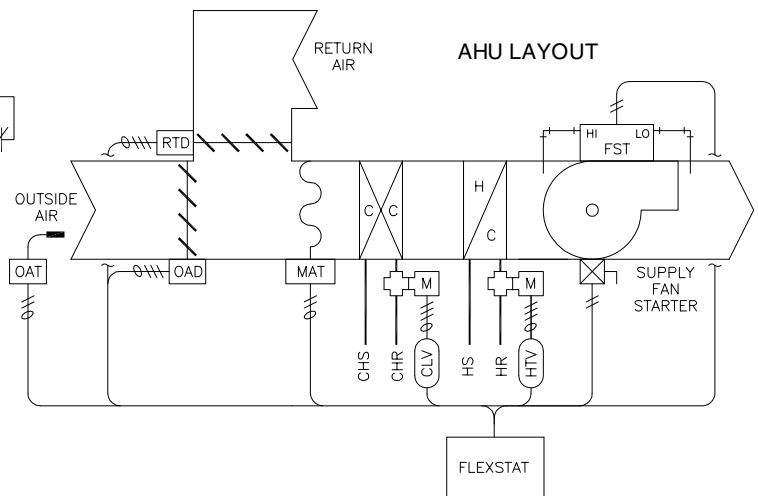 AHU LAYOUT
RETURN
AIR
HI
LO
FST
RTD
OUTSIDE
AIR
C
C
H
C
OAT
OAD
MAT
M
M
SUPPLY
FAN
STARTER
CHS
CHR
CLV
HS
HR
HTV
FLEXSTAT